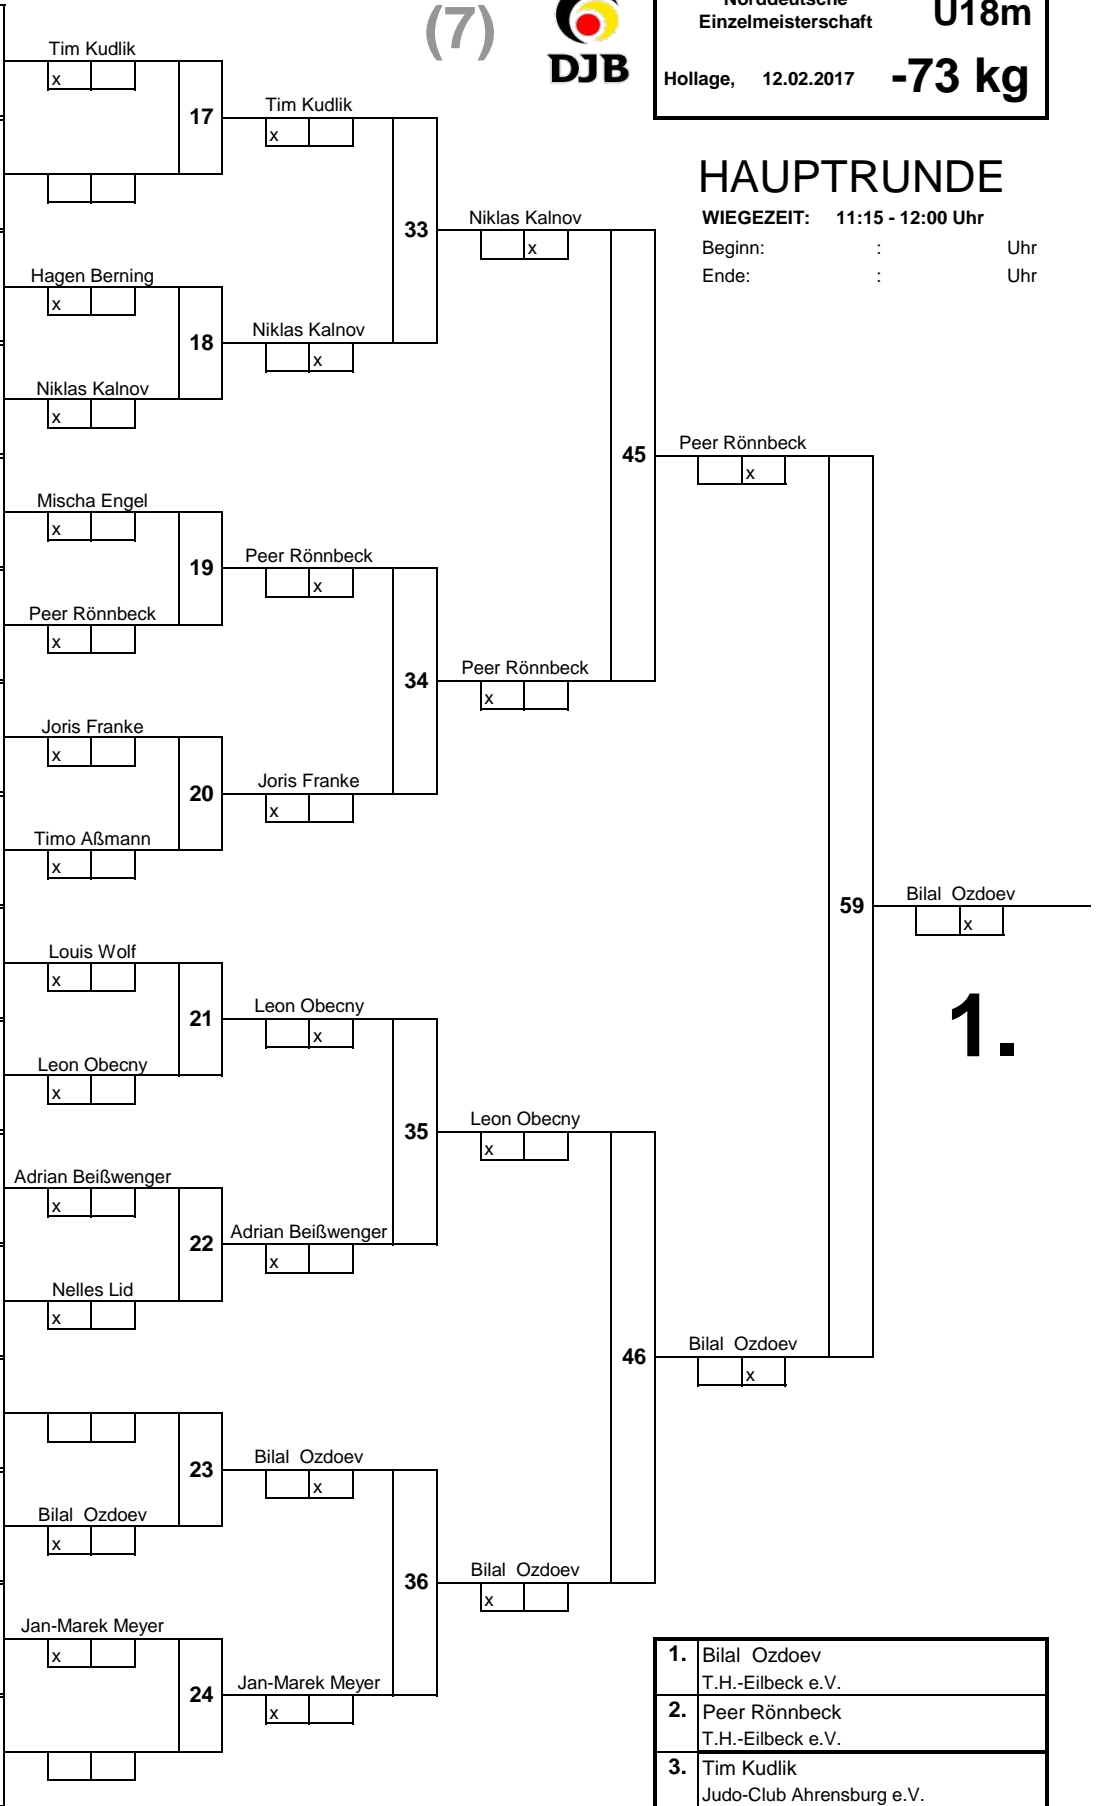 (7)
DJB
Norddeutsche
Einzelmeisterschaft
U18m
Hollage, 12.02.2017 -73 kg
HAUPTRUNDE
WIEGEZEIT: 11:15 - 12:00 Uhr
Beginn: : Uhr
Ende: : Uhr
Tim Kudlik
x
17
Tim Kudlik
x
33
Niklas Kalnov
x
Hagen Berning
x
18
Niklas Kalnov
x
Niklas Kalnov
x
45
Peer Rönnbeck
x
Mischa Engel
x
19
Peer Rönnbeck
x
Peer Rönnbeck
x
34
Peer Rönnbeck
x
Joris Franke
x
20
Joris Franke
x
Timo Aßmann
x
59
Bilal Ozdoev
x
1.
Louis Wolf
x
21
Leon Obecny
x
Leon Obecny
x
35
Leon Obecny
x
Adrian Beißwenger
x
22
Adrian Beißwenger
x
Nelles Lid
x
46
Bilal Ozdoev
x
23
Bilal Ozdoev
x
Bilal Ozdoev
x
36
Bilal Ozdoev
x
Jan-Marek Meyer
x
24
Jan-Marek Meyer
x
1. Bilal Ozdoev
T.H.-Eilbeck e.V.
2. Peer Rönnbeck
T.H.-Eilbeck e.V.
3. Tim Kudlik
Judo-Club Ahrensburg e.V.